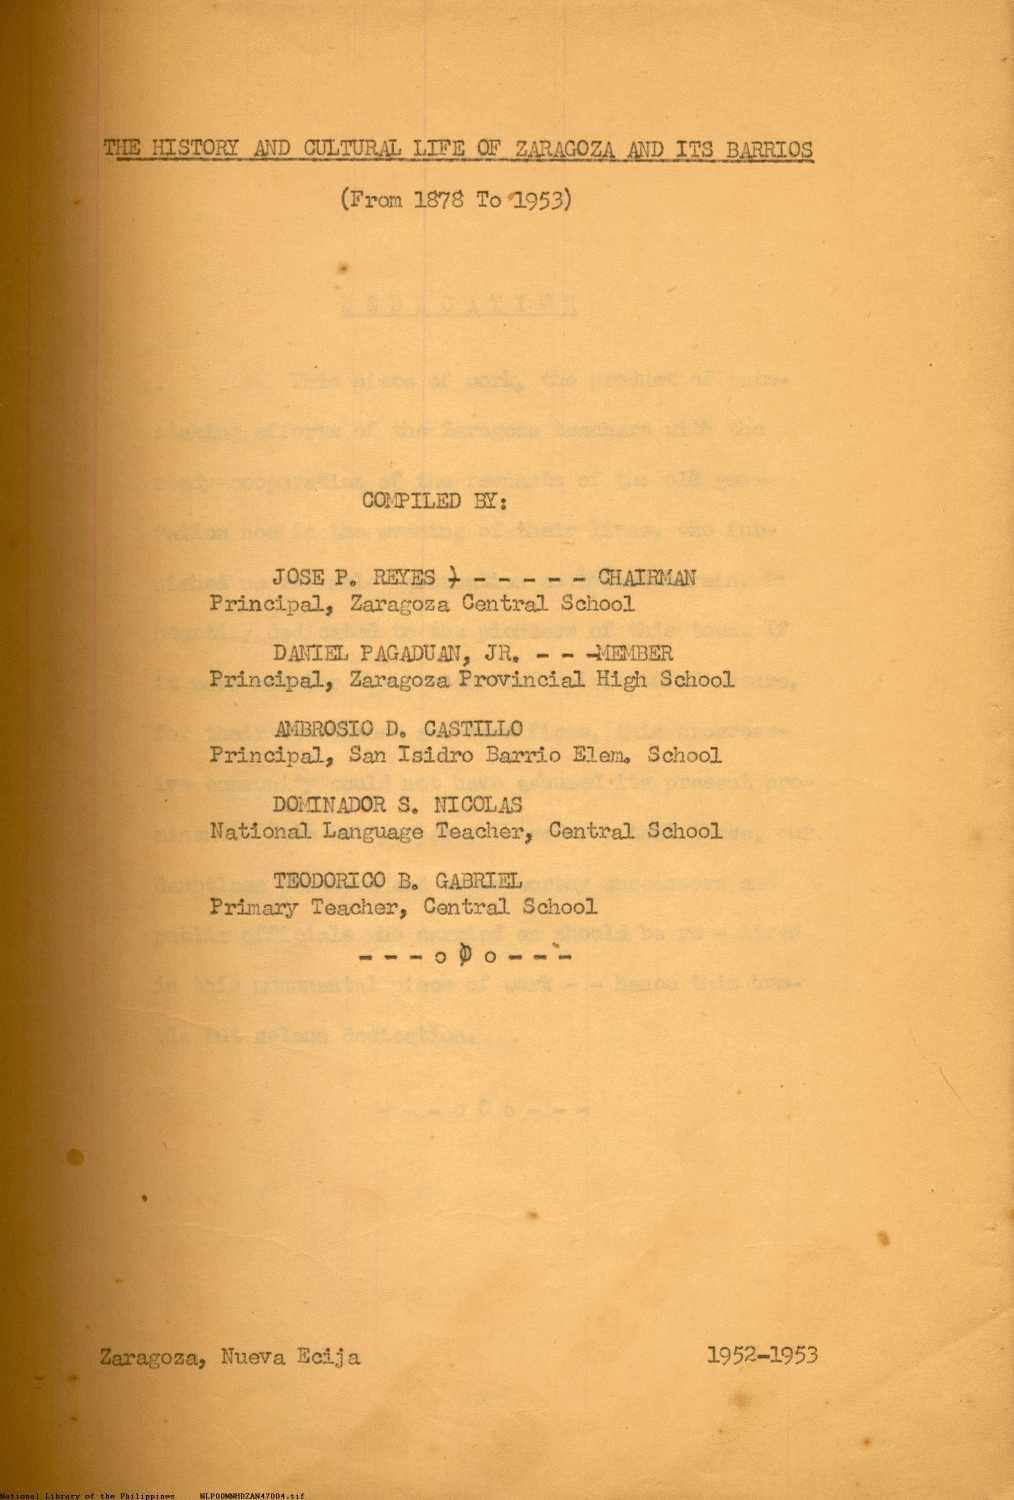 THE HISTORY AND CULTURAL LIFE OF ZARAGOZA AND ITS BARRIOS
(From 1878 To 1953)
COMPILED BY:
JOSE P. REYES } - - - - - CHAIRMAN
Principal, Zaragoza Central School
DANIEL PAGADUAN, JR. - - -MEMBER
Principal, Zaragoza Provincial High School
AMBROSIO D. CASTILLO
Principal, San Isidro Barrio Elem. School
DOMINADOR S. NICOLAS
National Language Teacher, Central School
TEODORICO B. GABRIEL
Primary Teacher, Central School
- - - o 0 o - - -
Zaragoza, Nueva Ecija 1952-1953
National Library of the Philippines NLPOOMNHDZAN47004.tif